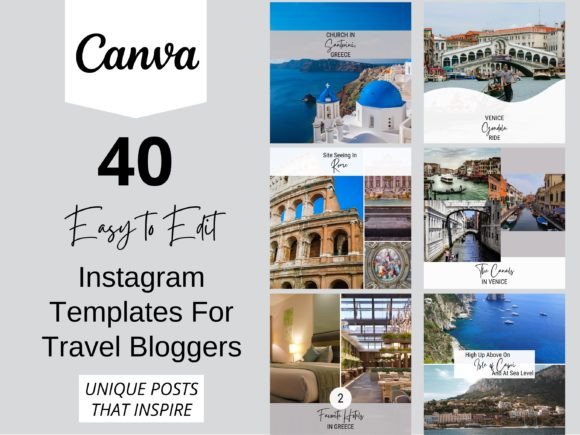 Canva
40
Easy to Edit
Instagram
Templates For
Travel Bloggers
UNIQUE POSTS
THAT INSPIRE
CHURCH IN
Santorini,
GREECE
VENICE
Gondola
RIDE
Site Seeing In
Rome
The Canals
IN VENICE
2
Favorite Hotels
IN GREECE
High Up Above On
Isle of Capri
And At Sea Level